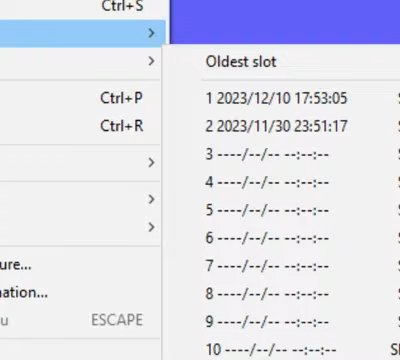 Ctrl+S
Oldest slot
1 2023/12/10 17:53:05
Ctrl+P
2 2023/11/30 23:51:17
Ctrl+R
3 ----/--/-- --:--:--
4 ----/--/-- --:--:--
5 ----/--/-- --:--:--
6 ----/--/-- --:--:--
7 ----/--/-- --:--:--
ure...
8 ----/--/-- --:--:--
nation...
9 ----/--/-- --:--:--
u ESCAPE
10 ----/--/-- --:--:--